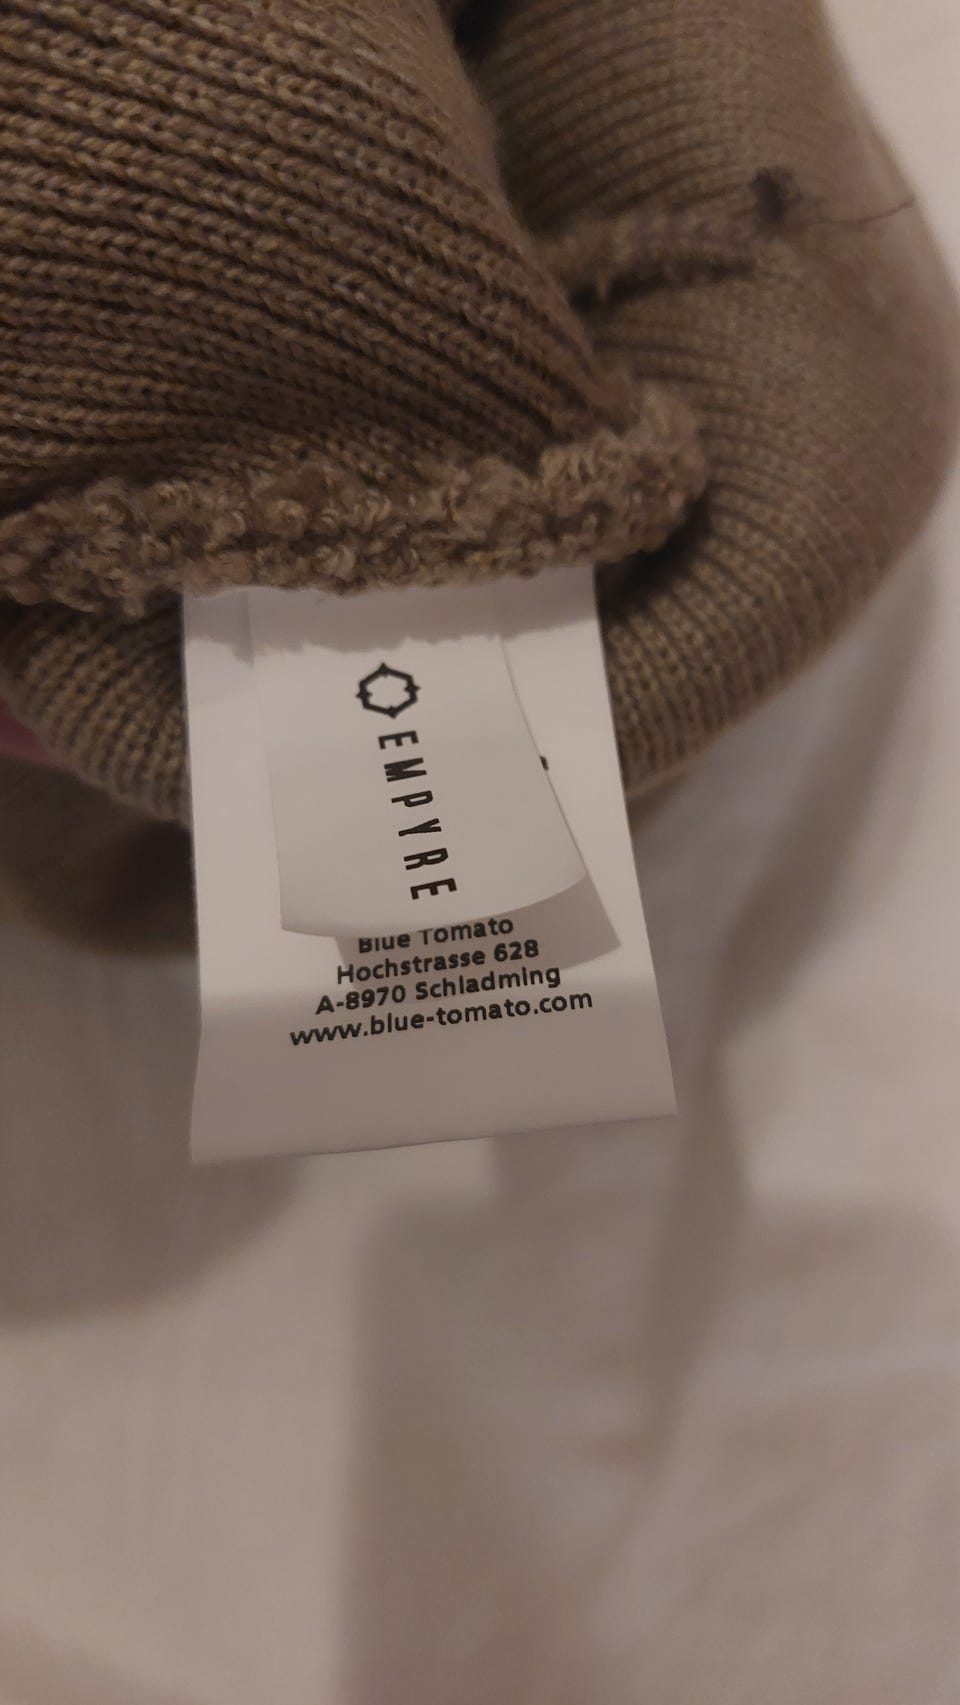 EMPYRE
Blue Tomato
Hochstrasse 628
A-8970 Schladming
www.blue-tomato.com